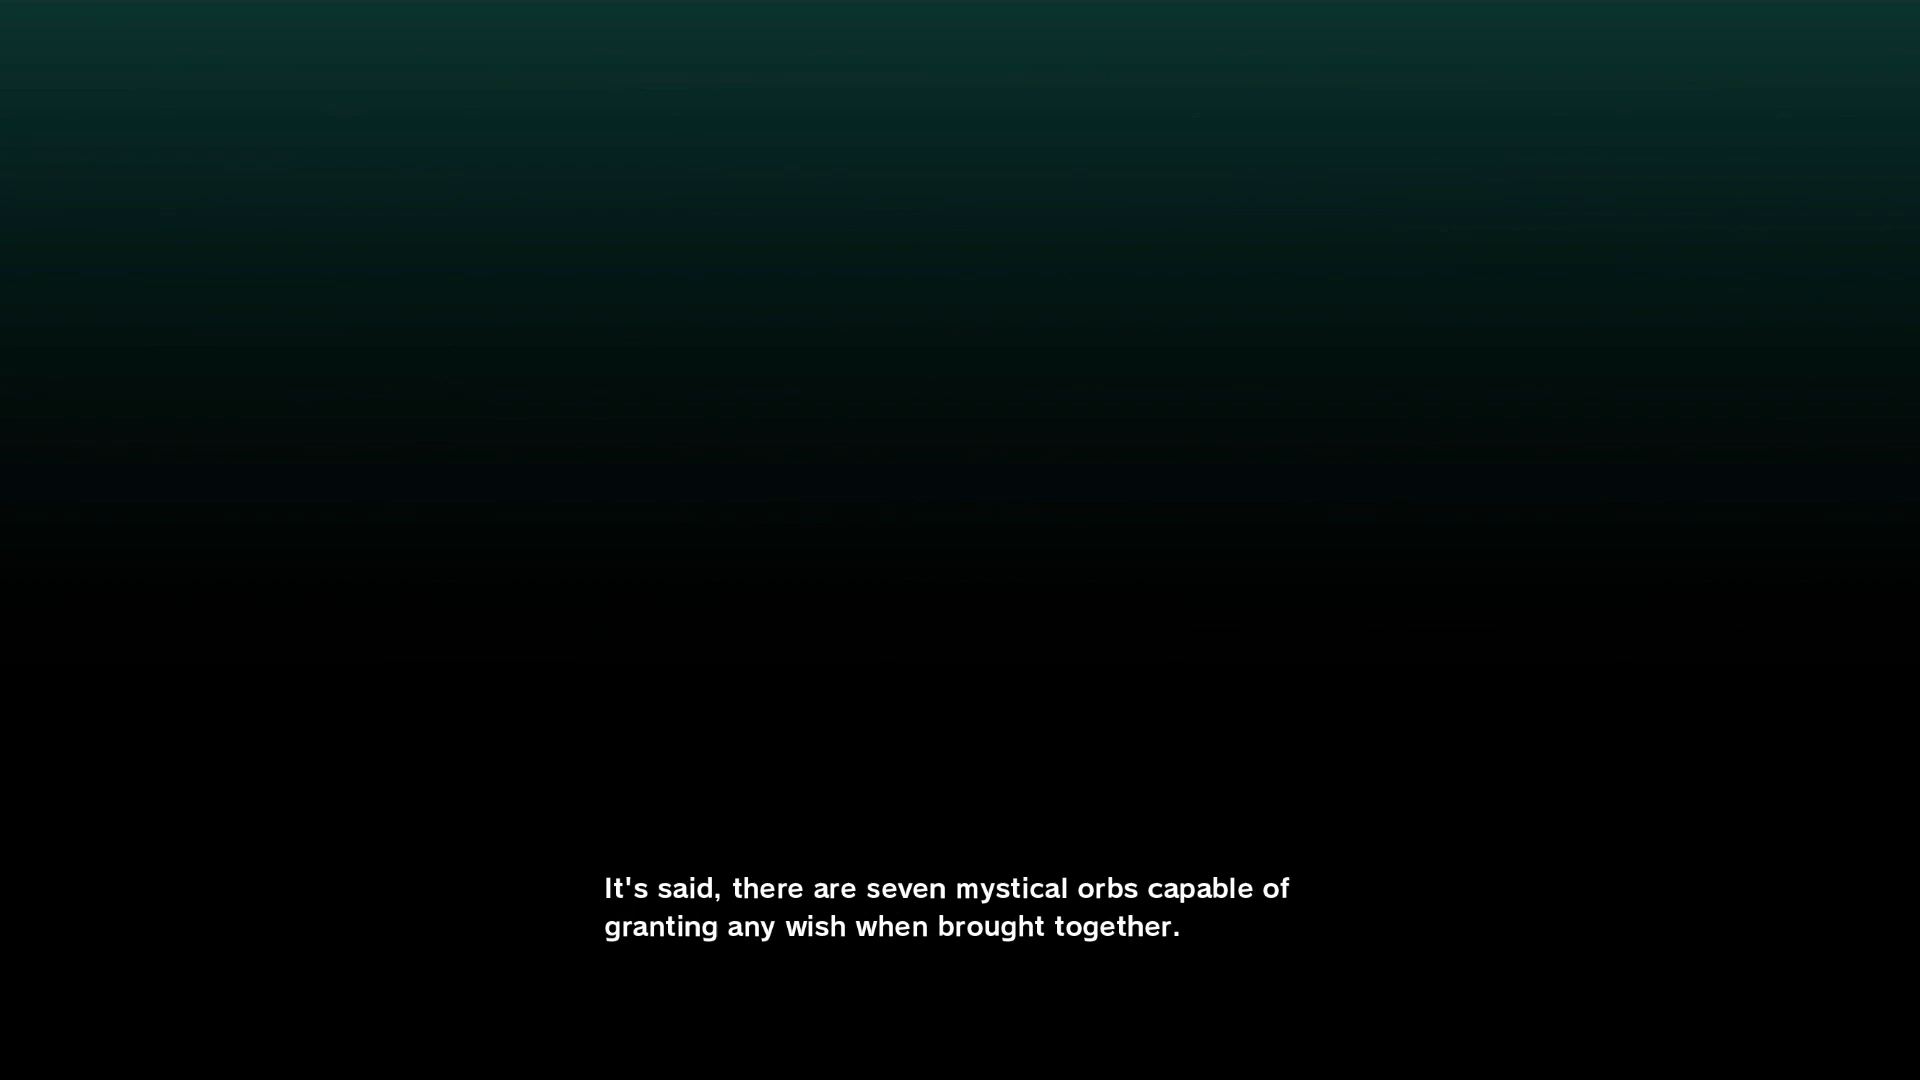 It's said, there are seven mystical orbs capable of
granting any wish when brought together.